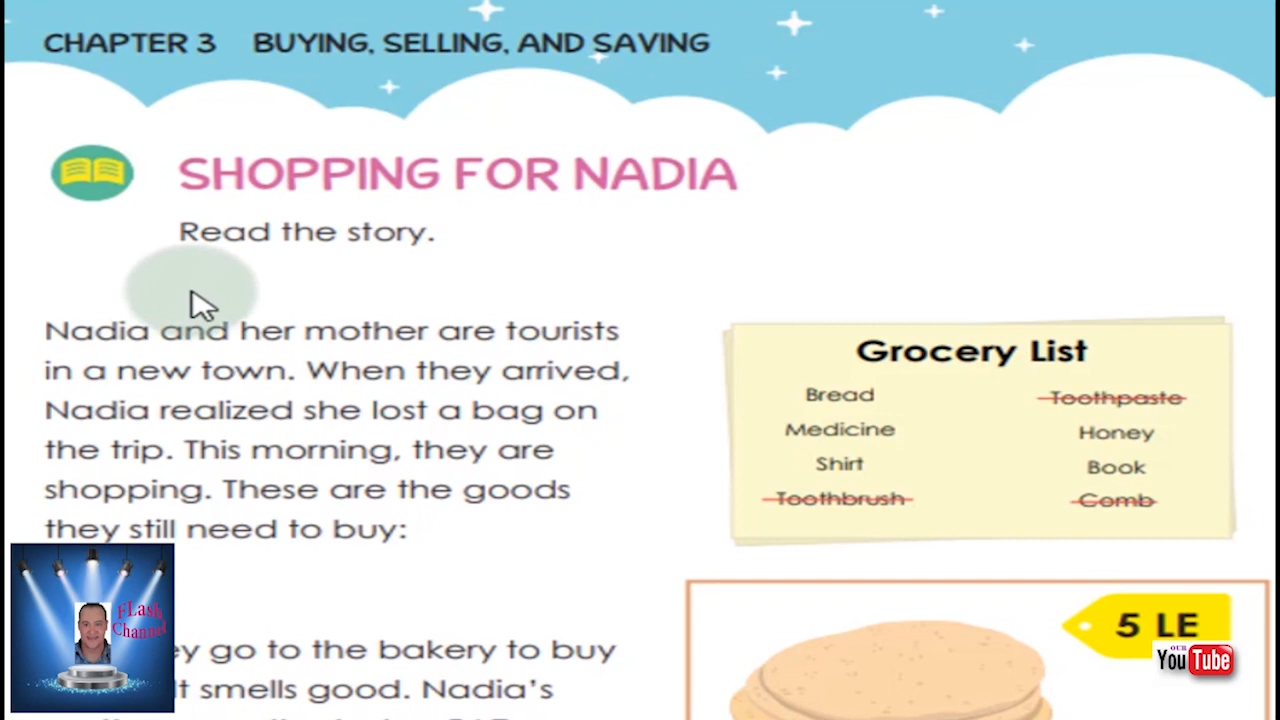 CHAPTER 3 BUYING, SELLING, AND SAVING
SHOPPING FOR NADIA
Read the story.
Nadia and her mother are tourists
in a new town. When they arrived,
Nadia realized she lost a bag on
the trip. This morning, they are
shopping. These are the goods
they still need to buy:
Grocery List
Bread
Medicine
Shirt
Toothbrush
Toothpaste
Honey
Book
Comb
5 LE
go to the bakery to buy
It smells good. Nadia's
FLash
Channel
OUR
YouTube